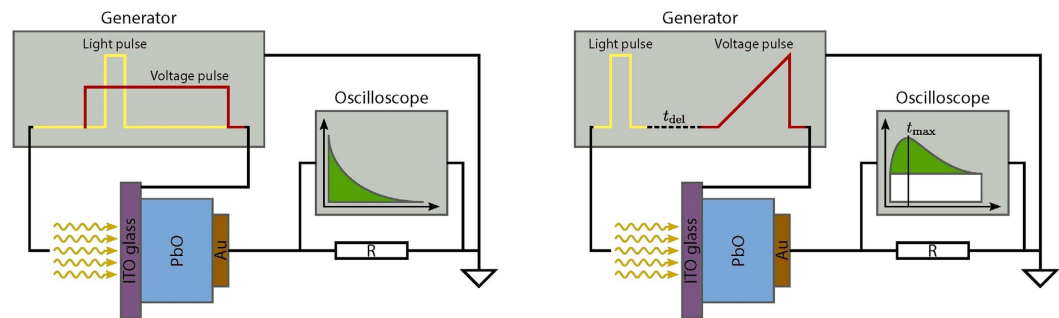 Generator
Light pulse
Voltage pulse
Oscilloscope
ITO glass
PbO
Au
R
Generator
Light pulse
Voltage pulse
t_del
Oscilloscope
t_max
ITO glass
PbO
Au
R